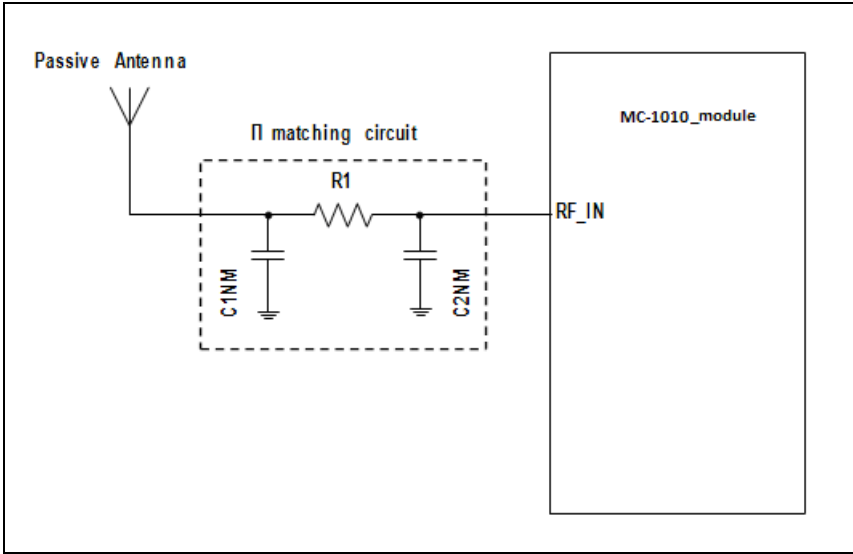 Passive Antenna
MC-1010_module
Π matching circuit
R1
RF_IN
C1NM
C2NM